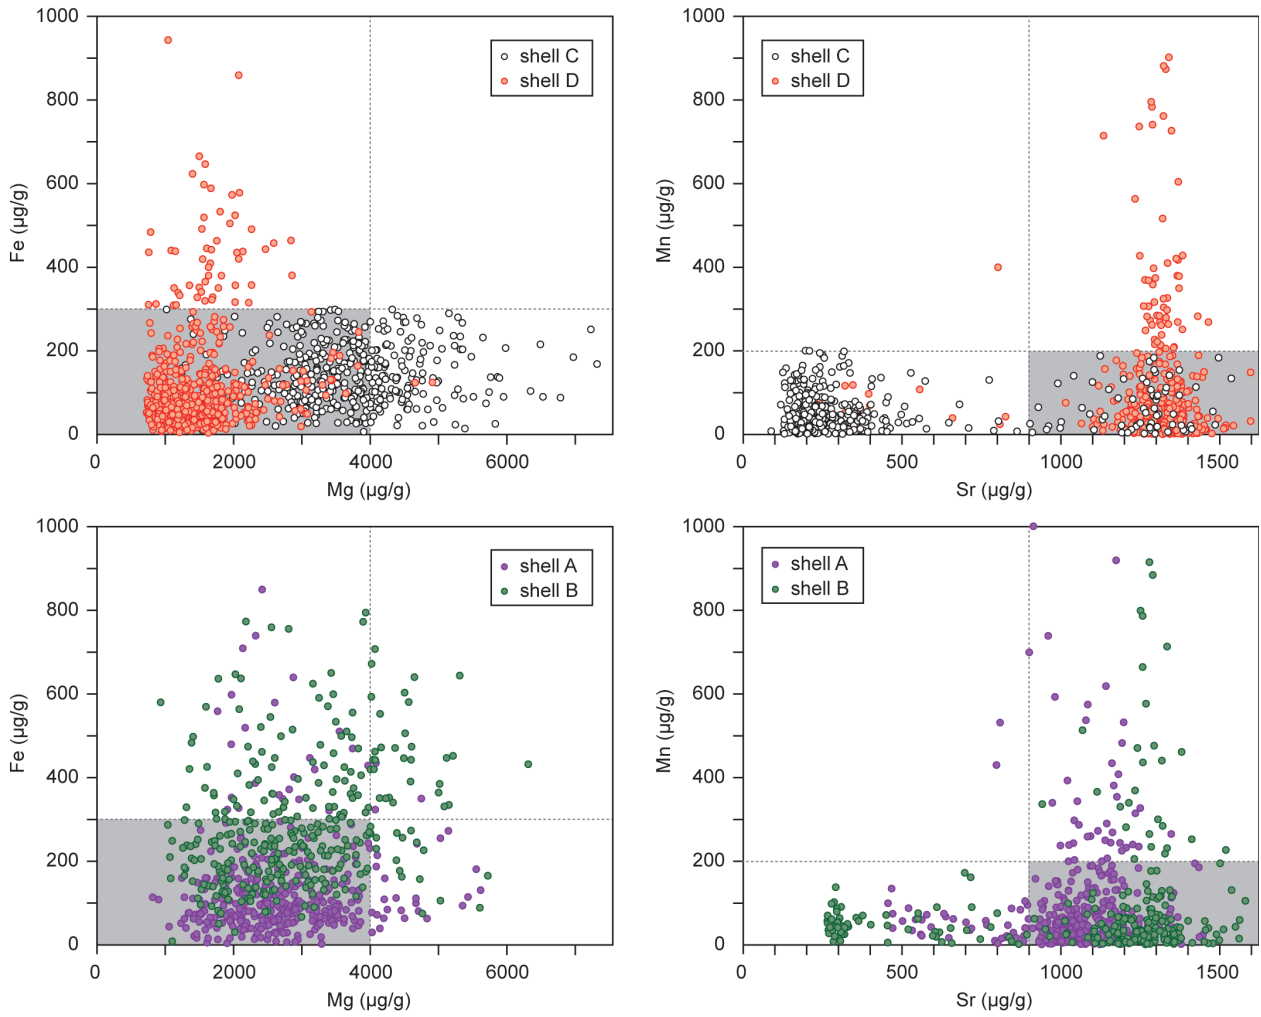 1000
800
600
400
200
0
Fe (µg/g)
shell C
shell D
0 2000 4000 6000
Mg (µg/g)
1000
800
600
400
200
0
Mn (µg/g)
shell C
shell D
0 500 1000 1500
Sr (µg/g)
1000
800
600
400
200
0
Fe (µg/g)
shell A
shell B
0 2000 4000 6000
Mg (µg/g)
1000
800
600
400
200
0
Mn (µg/g)
shell A
shell B
0 500 1000 1500
Sr (µg/g)